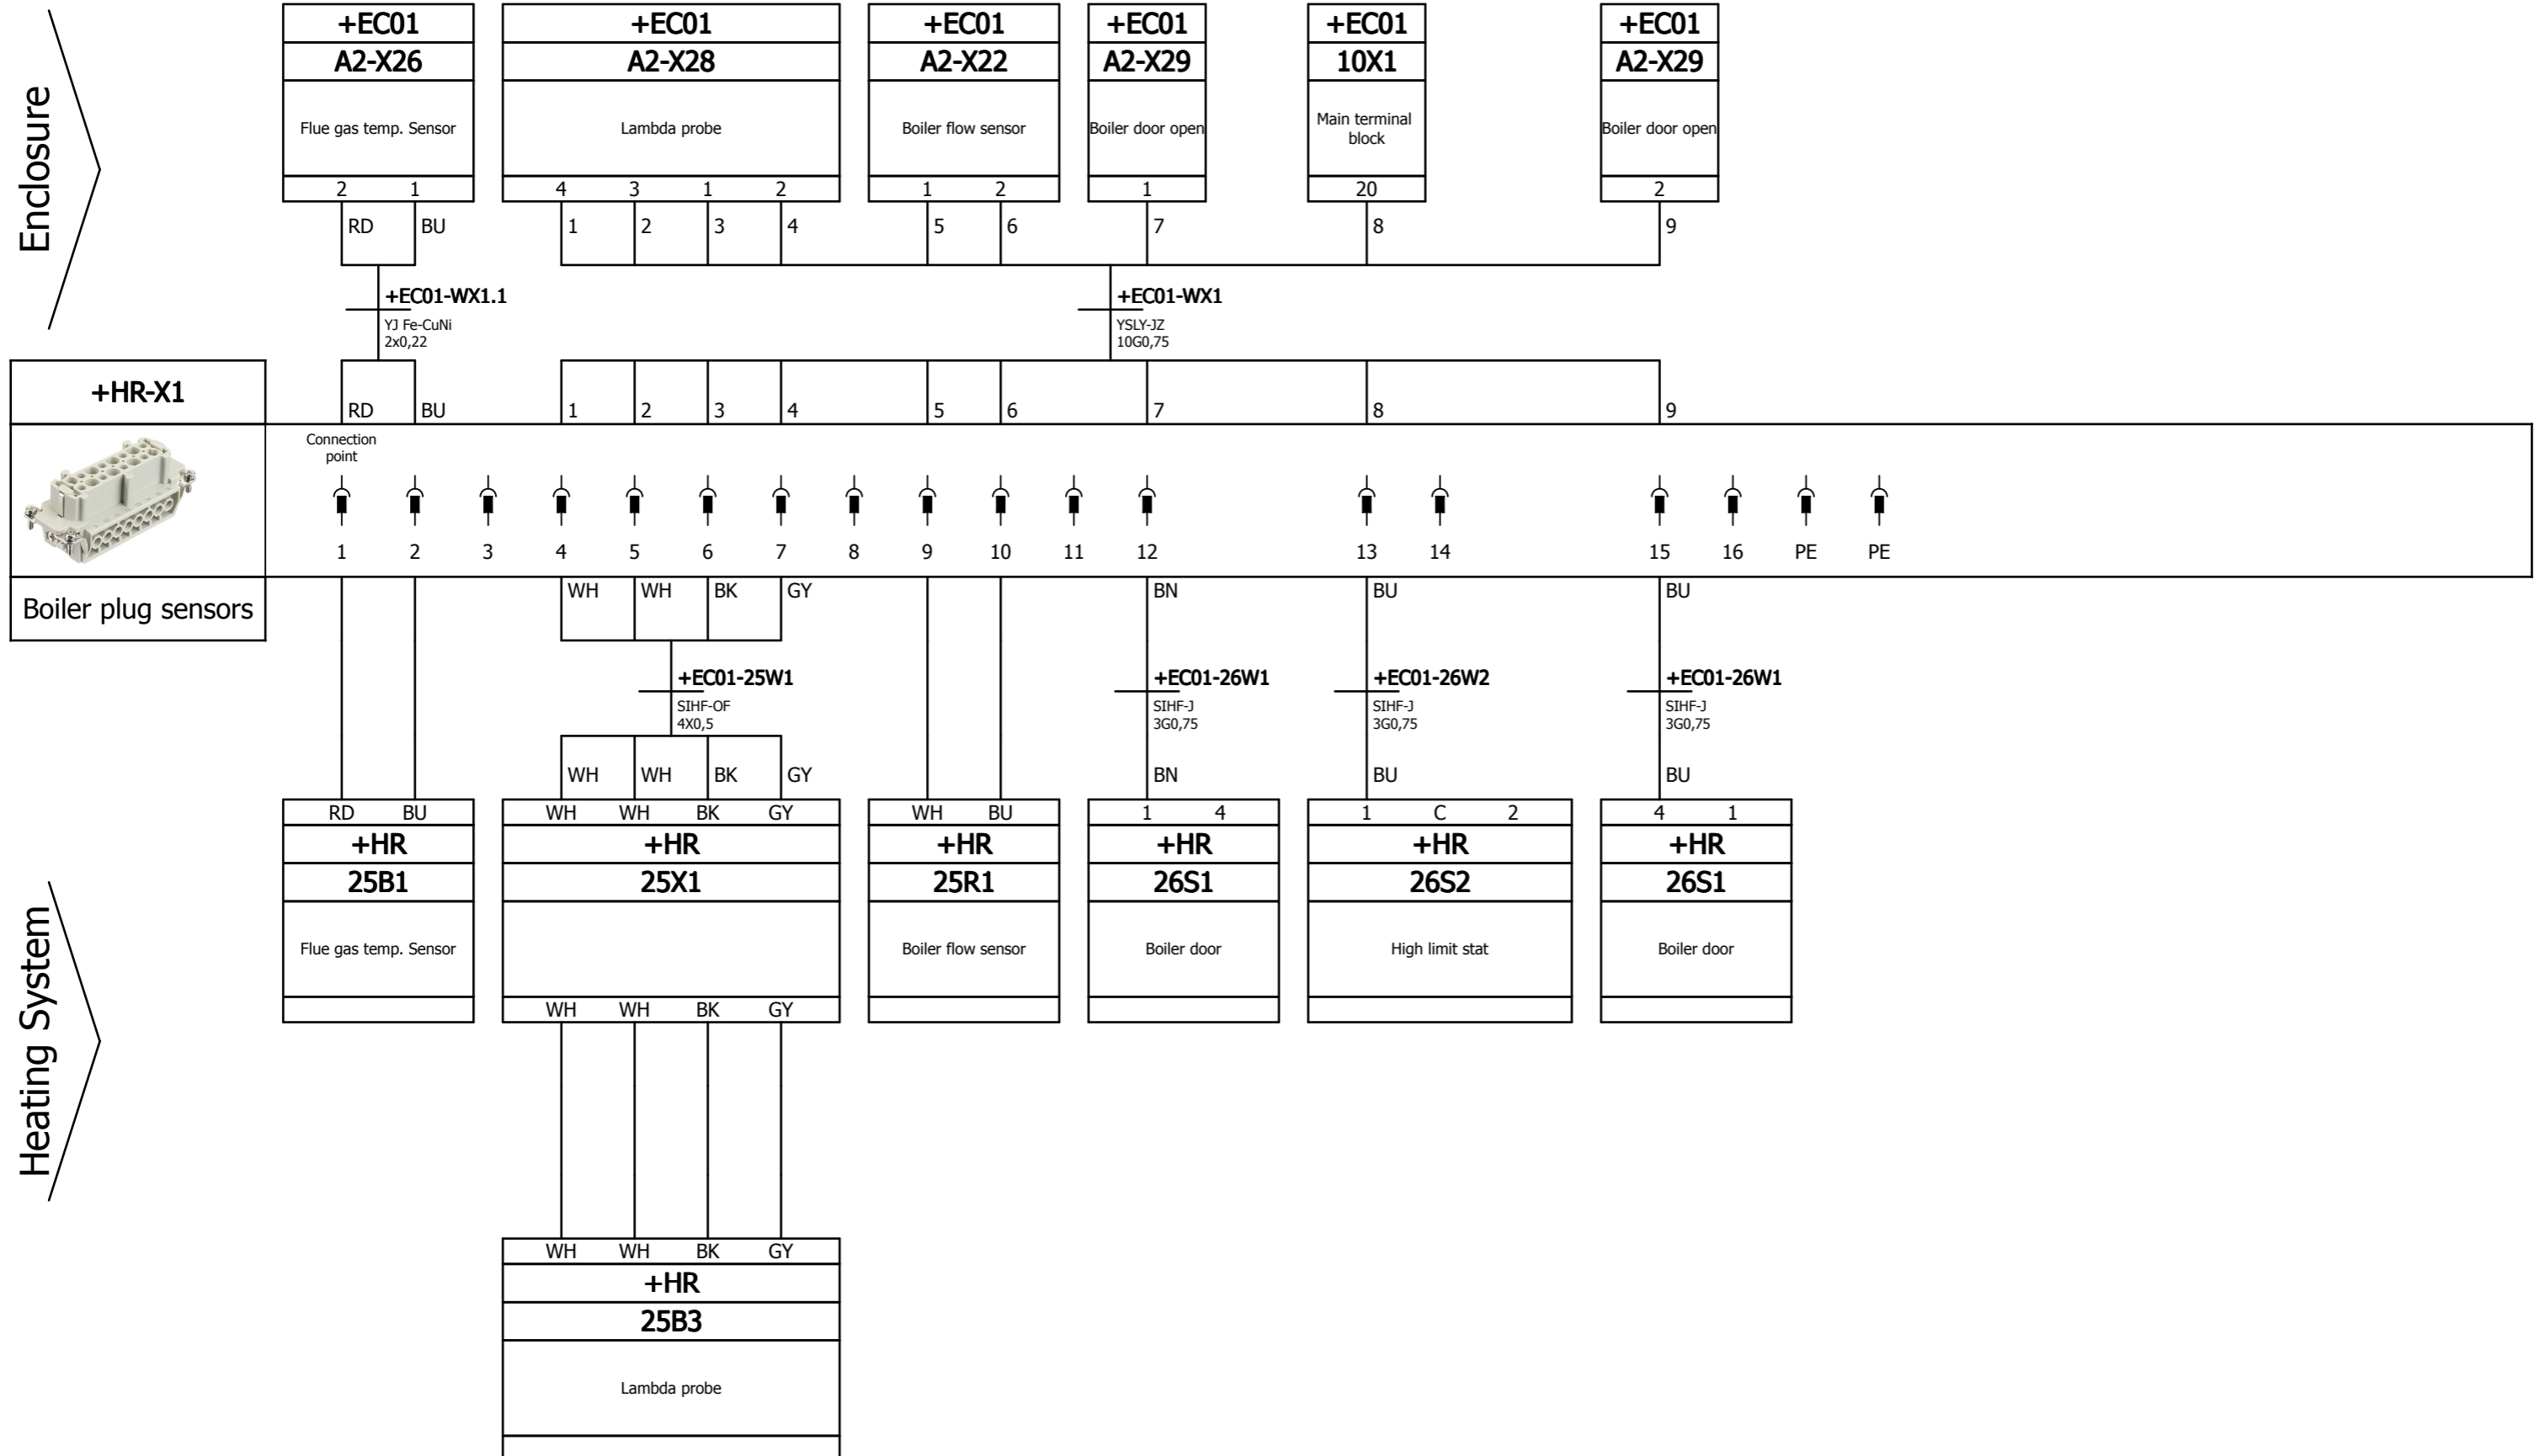 Enclosure
+EC01 +EC01 +EC01 +EC01 +EC01 +EC01
A2-X26 A2-X28 A2-X22 A2-X29 10X1 A2-X29
Flue gas temp. Sensor Lambda probe Boiler flow sensor Boiler door open Main terminal block Boiler door open
2 1 4 3 1 2 1 2 1 20 2
RD BU 1 2 3 4 5 6 7 8 9
+EC01-WX1.1 +EC01-WX1
YJ Fe-CuNi YSLY-JZ
2x0,22 10G0,75
+HR-X1
RD BU 1 2 3 4 5 6 7 8 9
Connection
point
1 2 3 4 5 6 7 8 9 10 11 12 13 14 15 16 PE PE
Boiler plug sensors
WH WH BK GY BN BU BU
+EC01-25W1 +EC01-26W1 +EC01-26W2 +EC01-26W1
SIHF-OF SIHF-J SIHF-J SIHF-J
4X0,5 3G0,75 3G0,75 3G0,75
WH WH BK GY BN BU BU
Heating System
RD BU WH WH BK GY WH BU 1 4 1 C 2 4 1
+HR +HR +HR +HR +HR +HR
25B1 25X1 25R1 26S1 26S2 26S1
Flue gas temp. Sensor Boiler flow sensor Boiler door High limit stat Boiler door
WH WH BK GY
WH WH BK GY
+HR
25B3
Lambda probe